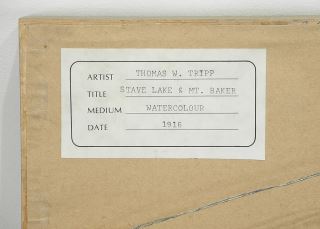 ARTIST THOMAS W. TRIPP
TITLE STAVE LAKE & MT. BAKER
MEDIUM WATERCOLOUR
DATE 1916